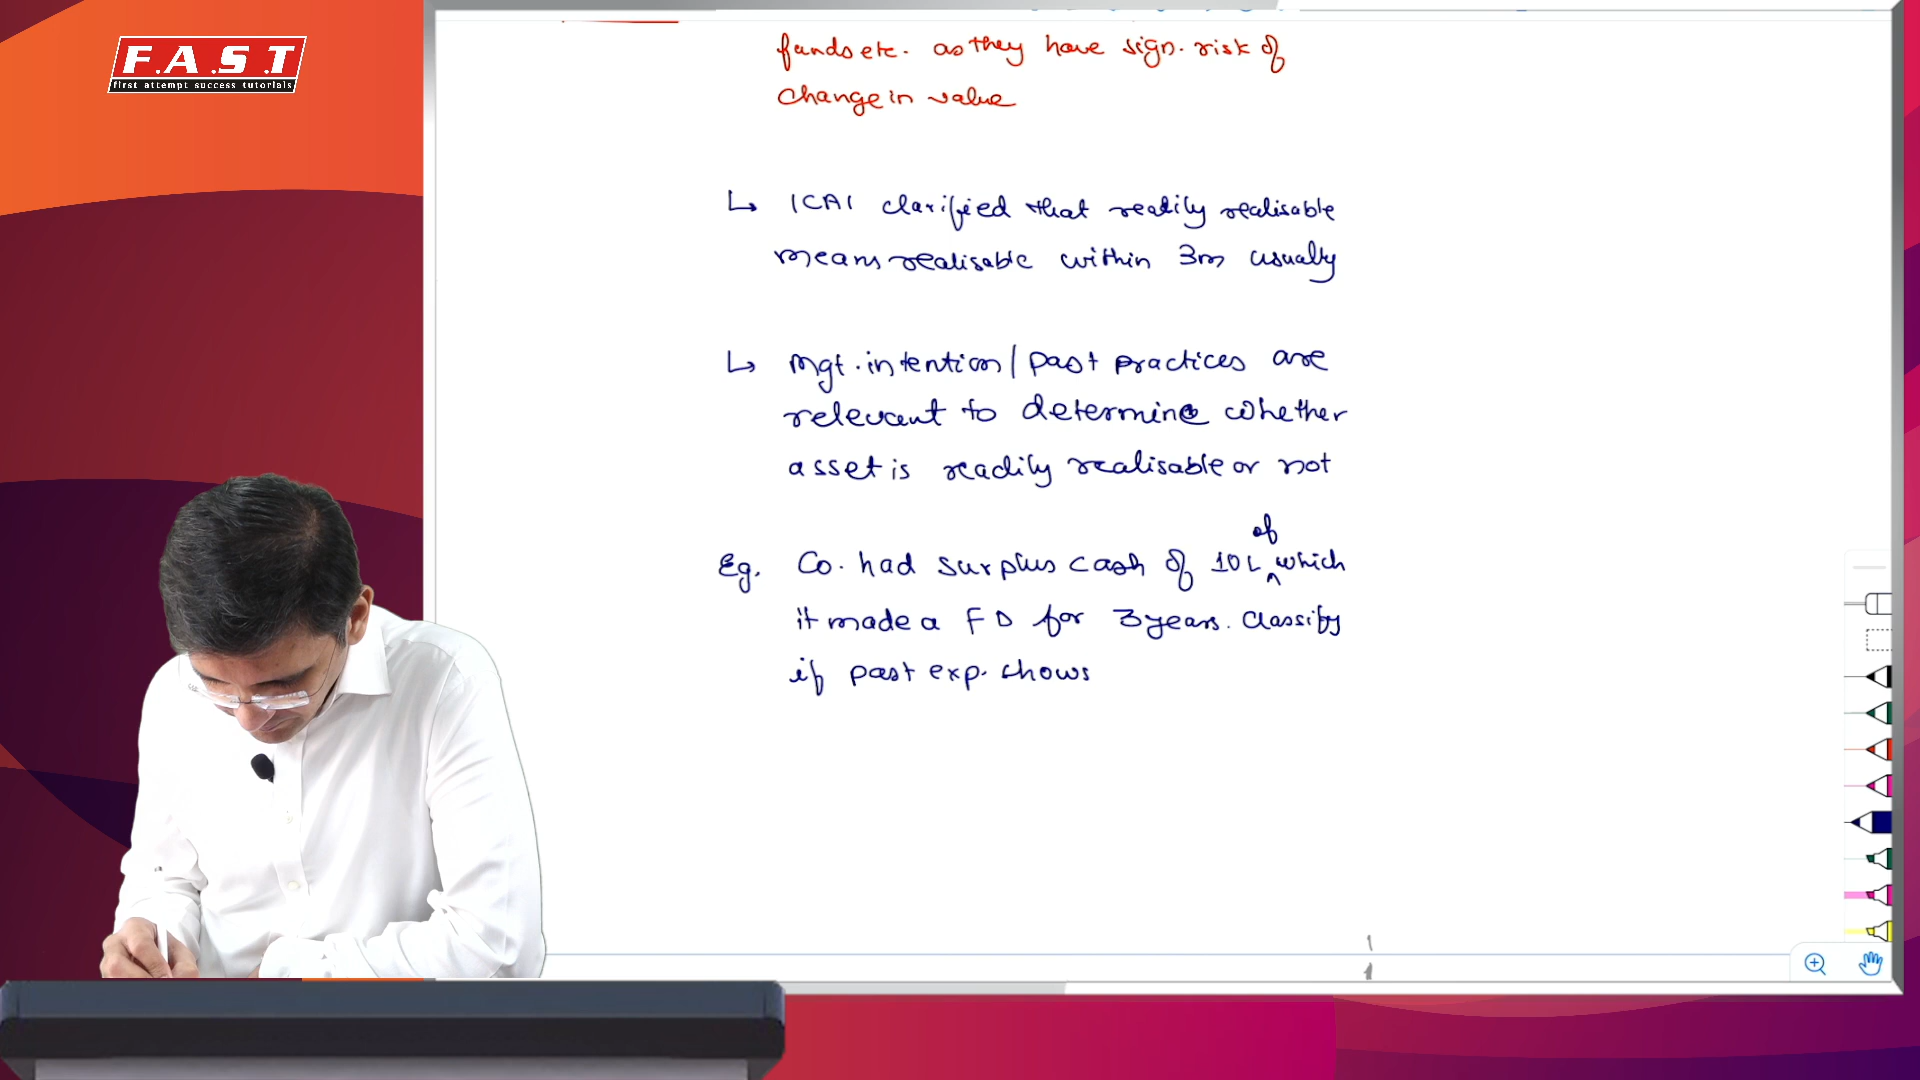 F.A.S.T
first attempt success tutorials
funds etc. as they have sign. risk of
change in value
↳ ICAI clarified that readily realisable
means realisable within 3m usually
↳ Mgt. intention / past practices are
relevant to determine whether
asset is readily realisable or not
of
Eg. Co. had surplus cash of 10L ^ which
it made a FD for 3 years. Classify
if past exp. shows